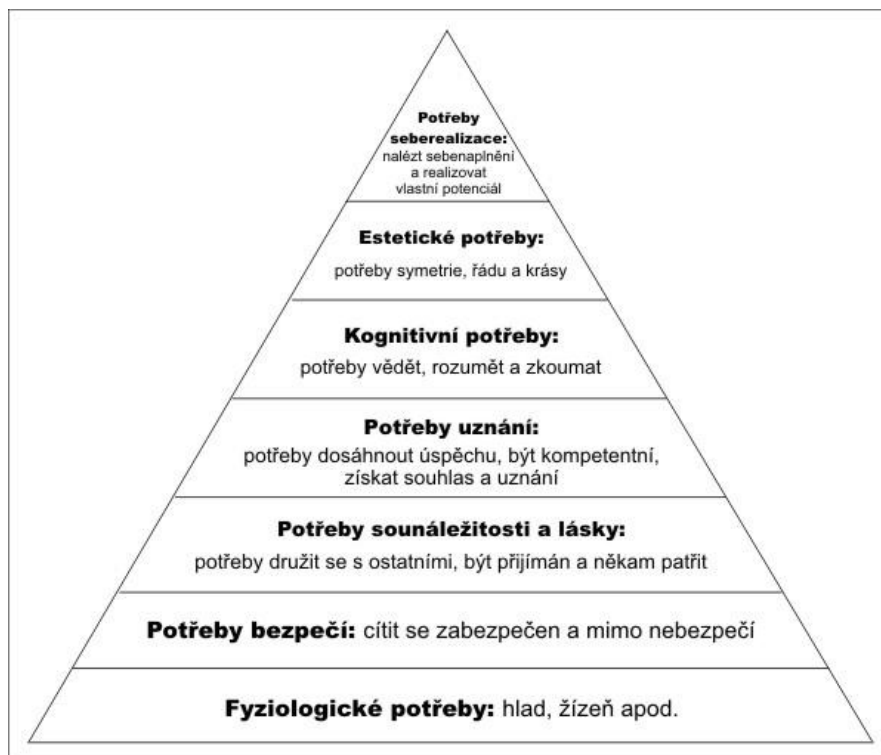 Potřeby
seberealizace:
nalézt sebenaplnění
a realizovat
vlastní potenciál
Estetické potřeby:
potřeby symetrie, řádu a krásy
Kognitivní potřeby:
potřeby vědět, rozumět a zkoumat
Potřeby uznání:
potřeby dosáhnout úspěchu, být kompetentní,
získat souhlas a uznání
Potřeby sounáležitosti a lásky:
potřeby družit se s ostatními, být přijímán a někam patřit
Potřeby bezpečí: cítit se zabezpečen a mimo nebezpečí
Fyziologické potřeby: hlad, žízeň apod.